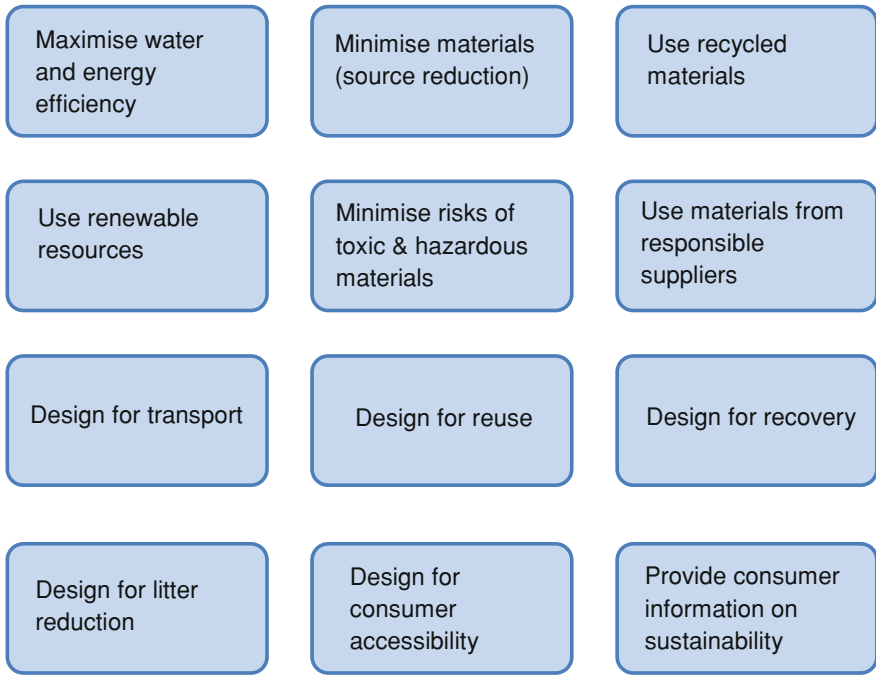 Maximise water
and energy
efficiency
Minimise materials
(source reduction)
Use recycled
materials
Use renewable
resources
Minimise risks of
toxic & hazardous
materials
Use materials from
responsible
suppliers
Design for transport
Design for reuse
Design for recovery
Design for litter
reduction
Design for
consumer
accessibility
Provide consumer
information on
sustainability